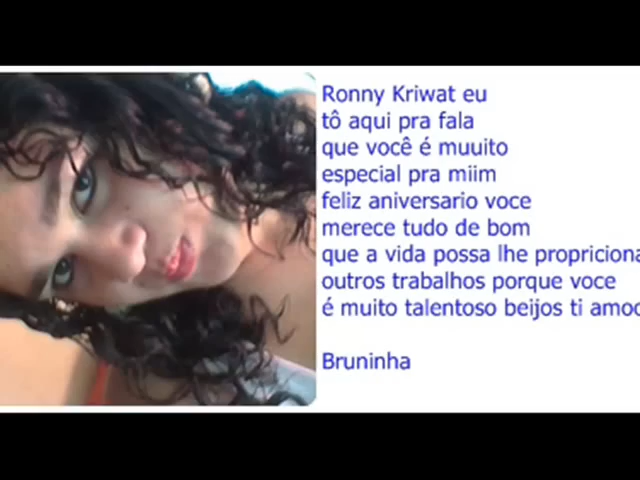 Ronny Kriwat eu
tô aqui pra fala
que você é muuito
especial pra miim
feliz aniversario voce
merece tudo de bom
que a vida possa lhe propriciona
outros trabalhos porque voce
é muito talentoso beijos ti amoo
Bruninha